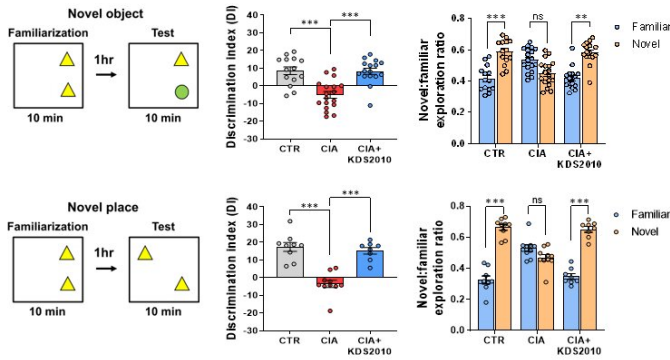 Novel object
Familiarization
Test
1hr
10 min
10 min
Discrimination index (DI)
40
30
20
10
0
-10
-20
-30
***
***
CTR
CIA
CIA+
KDS2010
Novel:familiar
exploration ratio
0.8
0.6
0.4
0.2
0.0
***
ns
**
CTR
CIA
CIA+
KDS2010
Familiar
Novel
Novel place
Familiarization
Test
1hr
10 min
10 min
Discrimination index (DI)
40
30
20
10
0
-10
-20
-30
***
***
CTR
CIA
CIA+
KDS2010
Novel:familiar
exploration ratio
0.8
0.6
0.4
0.2
0.0
***
ns
***
CTR
CIA
CIA+
KDS2010
Familiar
Novel